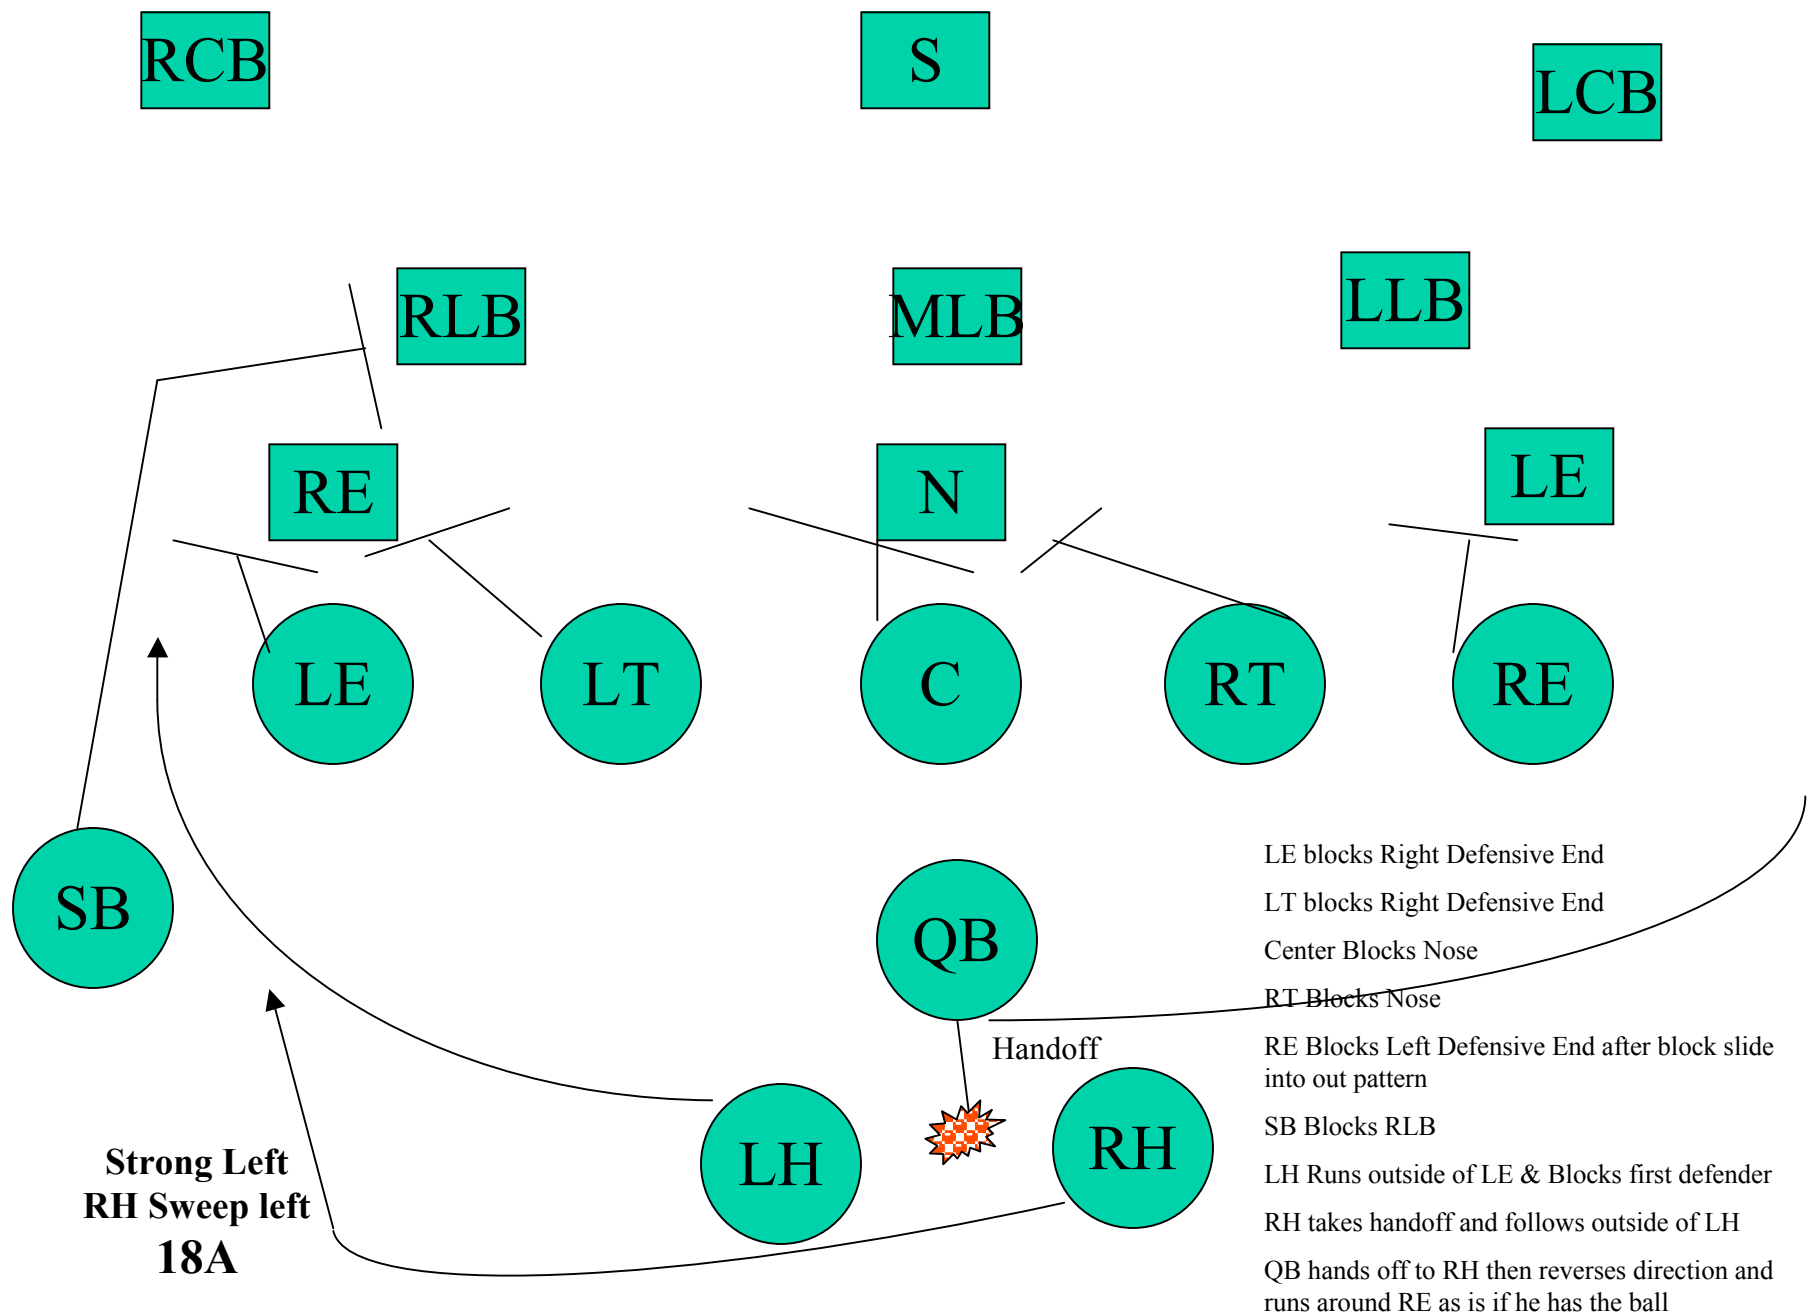 RCB
S
LCB
RLB
MLB
LLB
RE
N
LE
LE
LT
C
RT
RE
SB
QB
Handoff
LH
RH
Strong Left
RH Sweep left
18A
LE blocks Right Defensive End
LT blocks Right Defensive End
Center Blocks Nose
RT Blocks Nose
RE Blocks Left Defensive End after block slide
into out pattern
SB Blocks RLB
LH Runs outside of LE & Blocks first defender
RH takes handoff and follows outside of LH
QB hands off to RH then reverses direction and
runs around RE as is if he has the ball